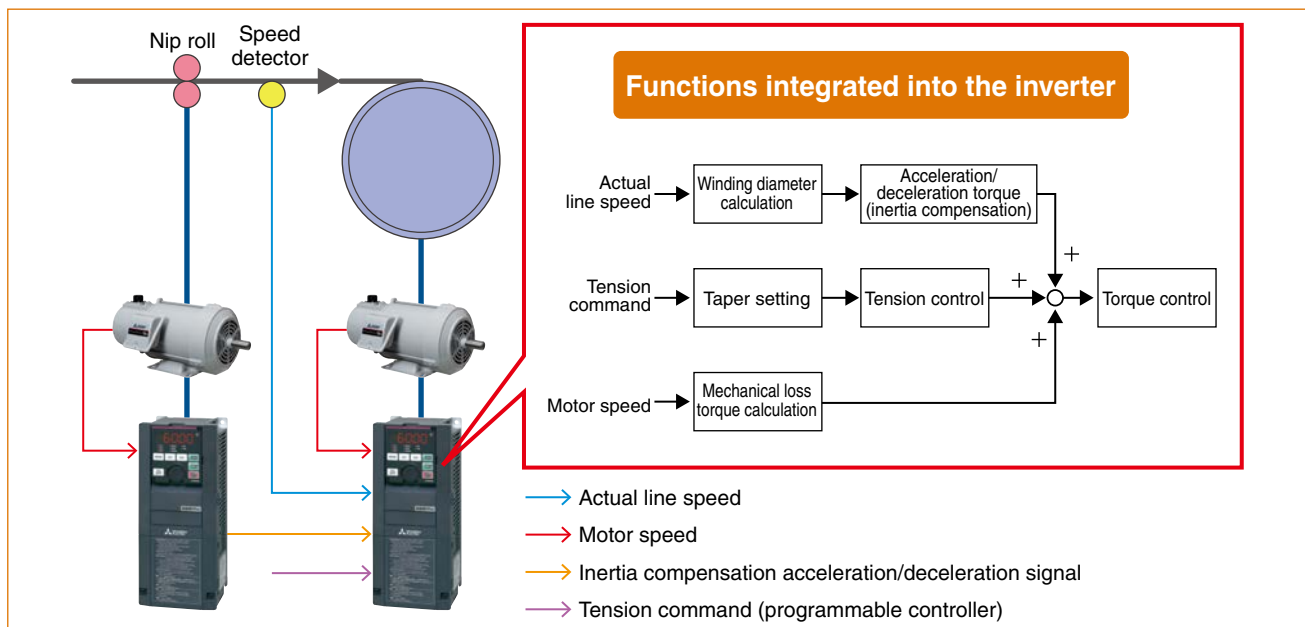 Nip roll
Speed
detector
Functions integrated into the inverter
Actual
line speed
Winding diameter
calculation
Acceleration/
deceleration torque
(inertia compensation)
+
Tension
command
Taper setting
Tension control
+
Torque control
+
Motor speed
Mechanical loss
torque calculation
6000
6000
Actual line speed
Motor speed
Inertia compensation acceleration/deceleration signal
Tension command (programmable controller)